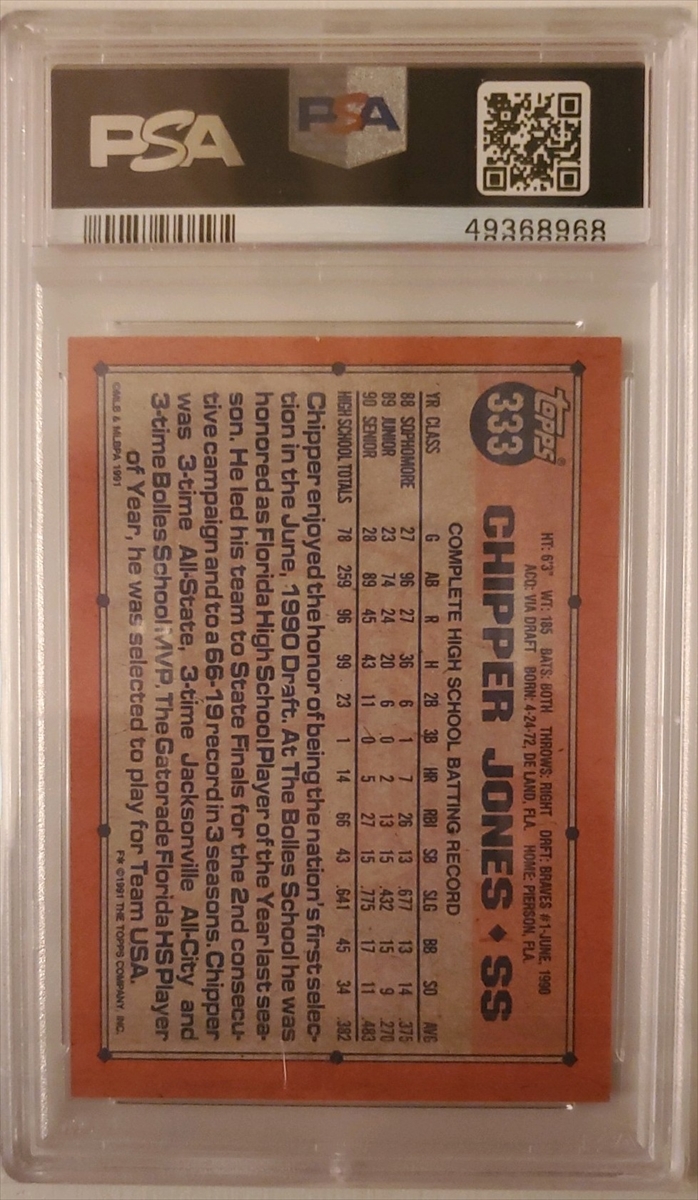 PSA
PSA
49368968
topps®
333
HT: 6'3" WT: 185 BATS: BOTH THROWS: RIGHT DRFT: BRAVES #1-JUNE, 1990
ACQ: VIA DRAFT BORN: 4-24-72, DE LAND, FLA. HOME: PIERSON, FLA.
CHIPPER JONES ♦ SS
COMPLETE HIGH SCHOOL BATTING RECORD
YR CLASS G AB R H 2B 3B HR RBI SB SLG BB SO AVG
88 SOPHOMORE 27 96 27 36 6 1 7 26 13 .677 13 14 .375
89 JUNIOR 23 74 24 20 6 0 2 13 15 .432 15 9 .270
90 SENIOR 28 89 45 43 11 0 5 27 15 .775 17 11 .483
HIGH SCHOOL TOTALS 78 259 96 99 23 1 14 66 43 .641 45 34 .382
Chipper enjoyed the honor of being the nation's first selec-
tion in the June, 1990 Draft. At The Bolles School he was
honored as Florida High School Player of the Year last sea-
son. He led his team to State Finals for the 2nd consecu-
tive campaign and to a 66-19 record in 3 seasons. Chipper
was 3-time All-State, 3-time Jacksonville All-City and
3-time Bolles School MVP. The Gatorade Florida HS Player
of Year, he was selected to play for Team USA.
©MLB & MLBPA 1991
F* ©1991 THE TOPPS COMPANY, INC.